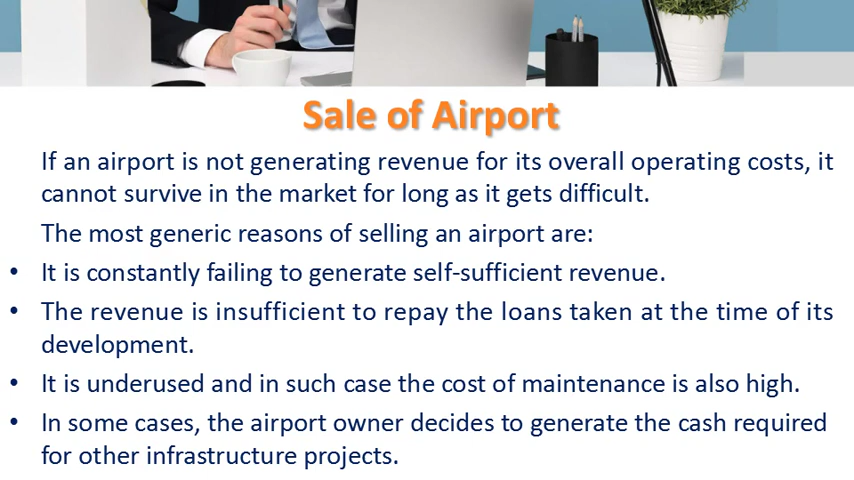 Sale of Airport
If an airport is not generating revenue for its overall operating costs, it
cannot survive in the market for long as it gets difficult.
The most generic reasons of selling an airport are:
• It is constantly failing to generate self-sufficient revenue.
• The revenue is insufficient to repay the loans taken at the time of its
development.
• It is underused and in such case the cost of maintenance is also high.
• In some cases, the airport owner decides to generate the cash required
for other infrastructure projects.